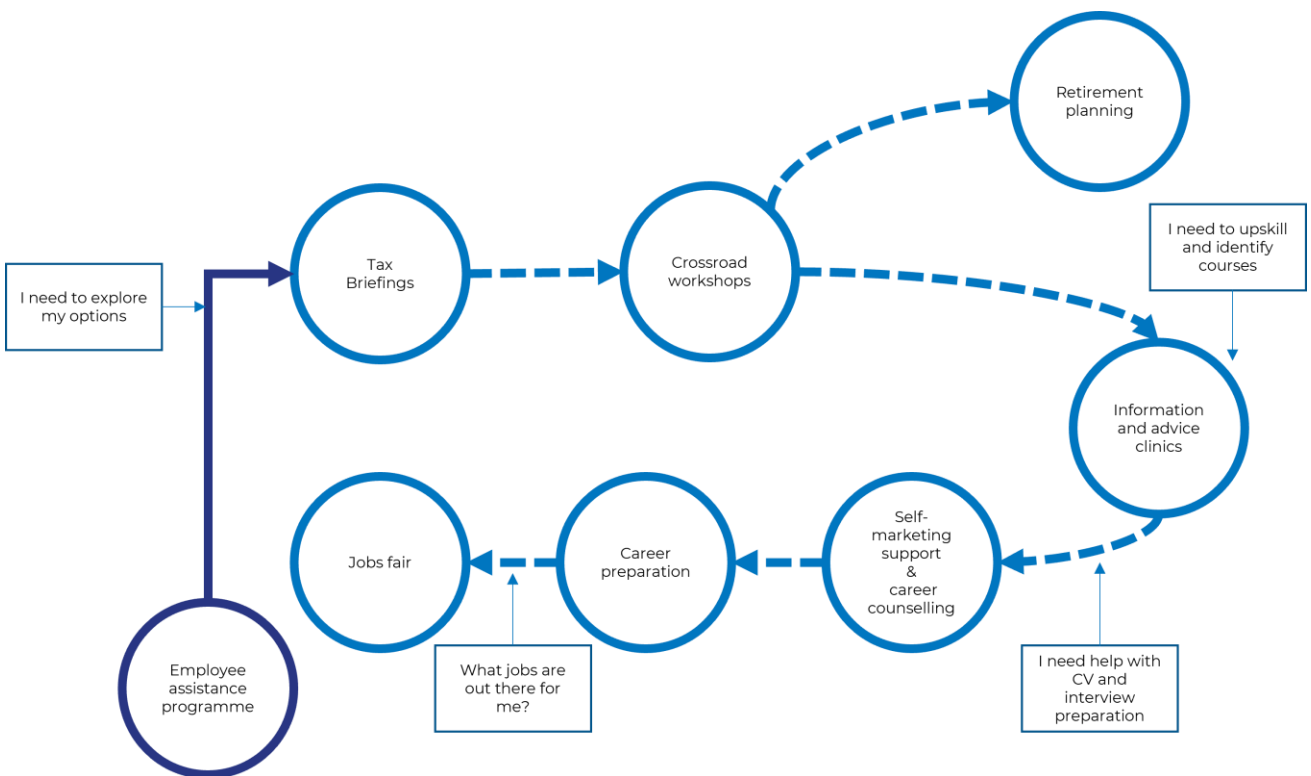 Retirement
planning
I need to upskill
and identify
courses
Tax
Briefings
Crossroad
workshops
I need to explore
my options
Information
and advice
clinics
Self-
marketing
support
&
career
counselling
Career
preparation
Jobs fair
Employee
assistance
programme
What jobs are
out there for
me?
I need help with
CV and
interview
preparation